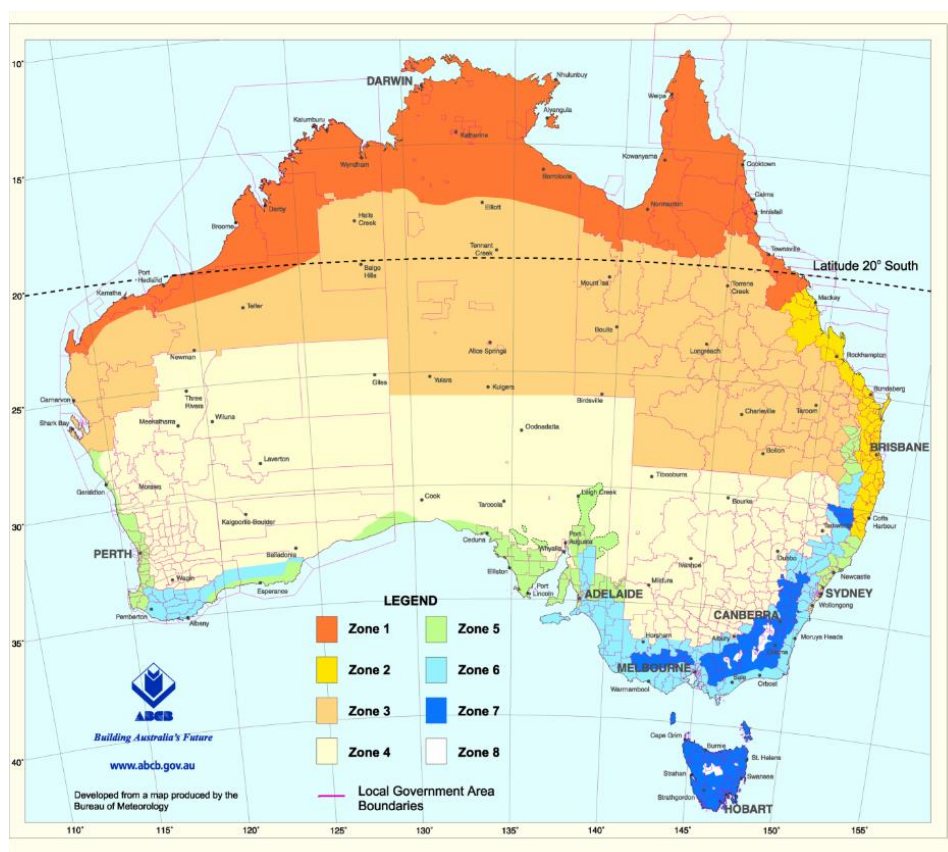 10°
DARWIN
Nhulunbuy
Weipa
Alyangula
Kalumburu
Katherine
Wyndham
Kowanyama
Cooktown
15°
Borroloola
Cairns
Derby
Elliott
Normanton
Innisfail
Halls
Creek
Broome
Tennant
Creek
Townsville
Port
Hedland
Balgo
Hills
Latitude 20° South
Karratha
Mount Isa
Torrens
Creek
20°
Mackay
Telfer
Boulia
Alice Springs
Longreach
Newman
Rockhampton
Giles
Yulara
Kulgera
Carnarvon
Three
Rivers
Birdsville
Bundaberg
25°
Charleville
Taroom
Shark Bay
Meekatharra
Wiluna
Oodnadatta
BRISBANE
Bollon
Laverton
Tibooburra
Geraldton
Morawa
Cook
Tarcoola
Leigh Creek
Bourke
30°
Kalgoorlie-Boulder
Coffs
Harbour
Tamworth
Ceduna
Port
Augusta
PERTH
Balladonia
Whyalla
Ivanhoe
Dubbo
Wagin
Esperance
Elliston
Port
Lincoln
ADELAIDE
Mildura
Newcastle
SYDNEY
Wollongong
Pemberton
Albany
CANBERRA
35°
Horsham
Albury
Moruya Heads
MELBOURNE
Sale
Orbost
Warrnambool
LEGEND
Zone 1
Zone 5
Zone 2
Zone 6
Zone 3
Zone 7
Zone 4
Zone 8
ABCB
Building Australia's Future
www.abcb.gov.au
Cape Grim
Burnie
St. Helens
40°
Strahan
Swansea
Strathgordon
HOBART
Local Government Area
Boundaries
Developed from a map produced by the
Bureau of Meteorology
110° 115° 120° 125° 130° 135° 140° 145° 150° 155°